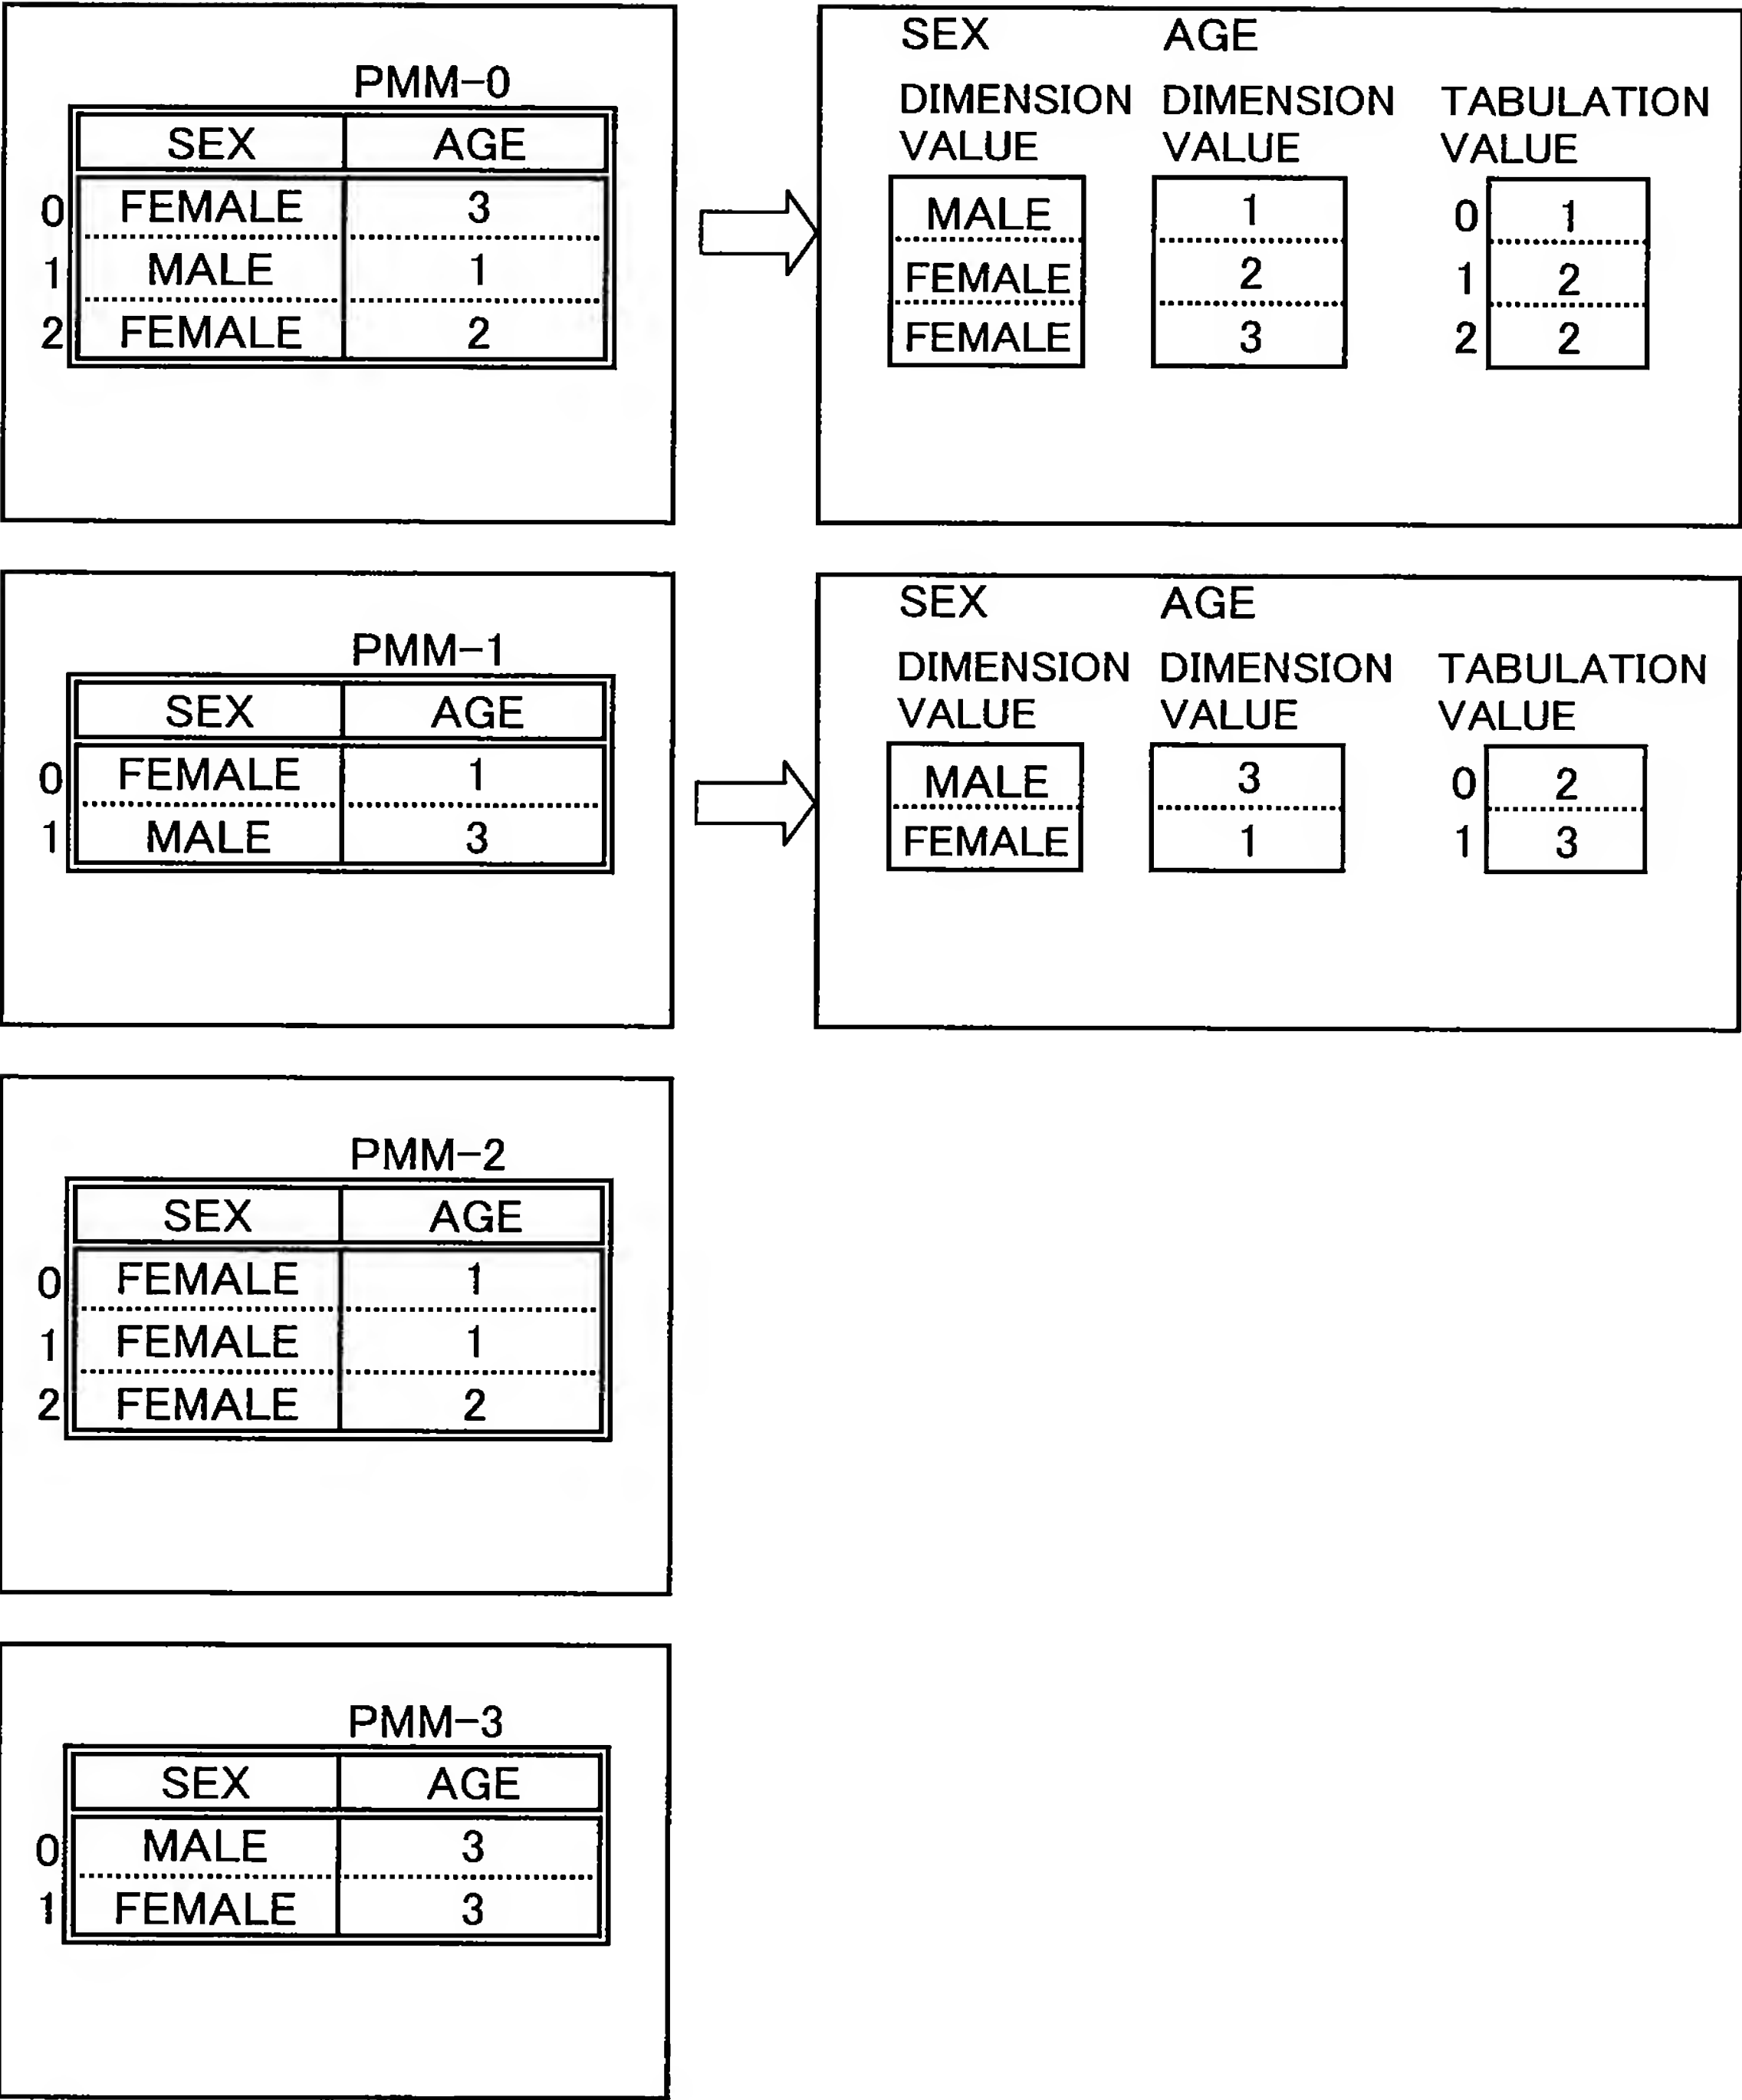 PMM-0
SEX AGE
0 FEMALE 3
1 MALE 1
2 FEMALE 2
SEX AGE
DIMENSION DIMENSION TABULATION
VALUE VALUE VALUE
MALE 1 0 1
FEMALE 2 1 2
FEMALE 3 2 2
PMM-1
SEX AGE
0 FEMALE 1
1 MALE 3
SEX AGE
DIMENSION DIMENSION TABULATION
VALUE VALUE VALUE
MALE 3 0 2
FEMALE 1 1 3
PMM-2
SEX AGE
0 FEMALE 1
1 FEMALE 1
2 FEMALE 2
PMM-3
SEX AGE
0 MALE 3
1 FEMALE 3